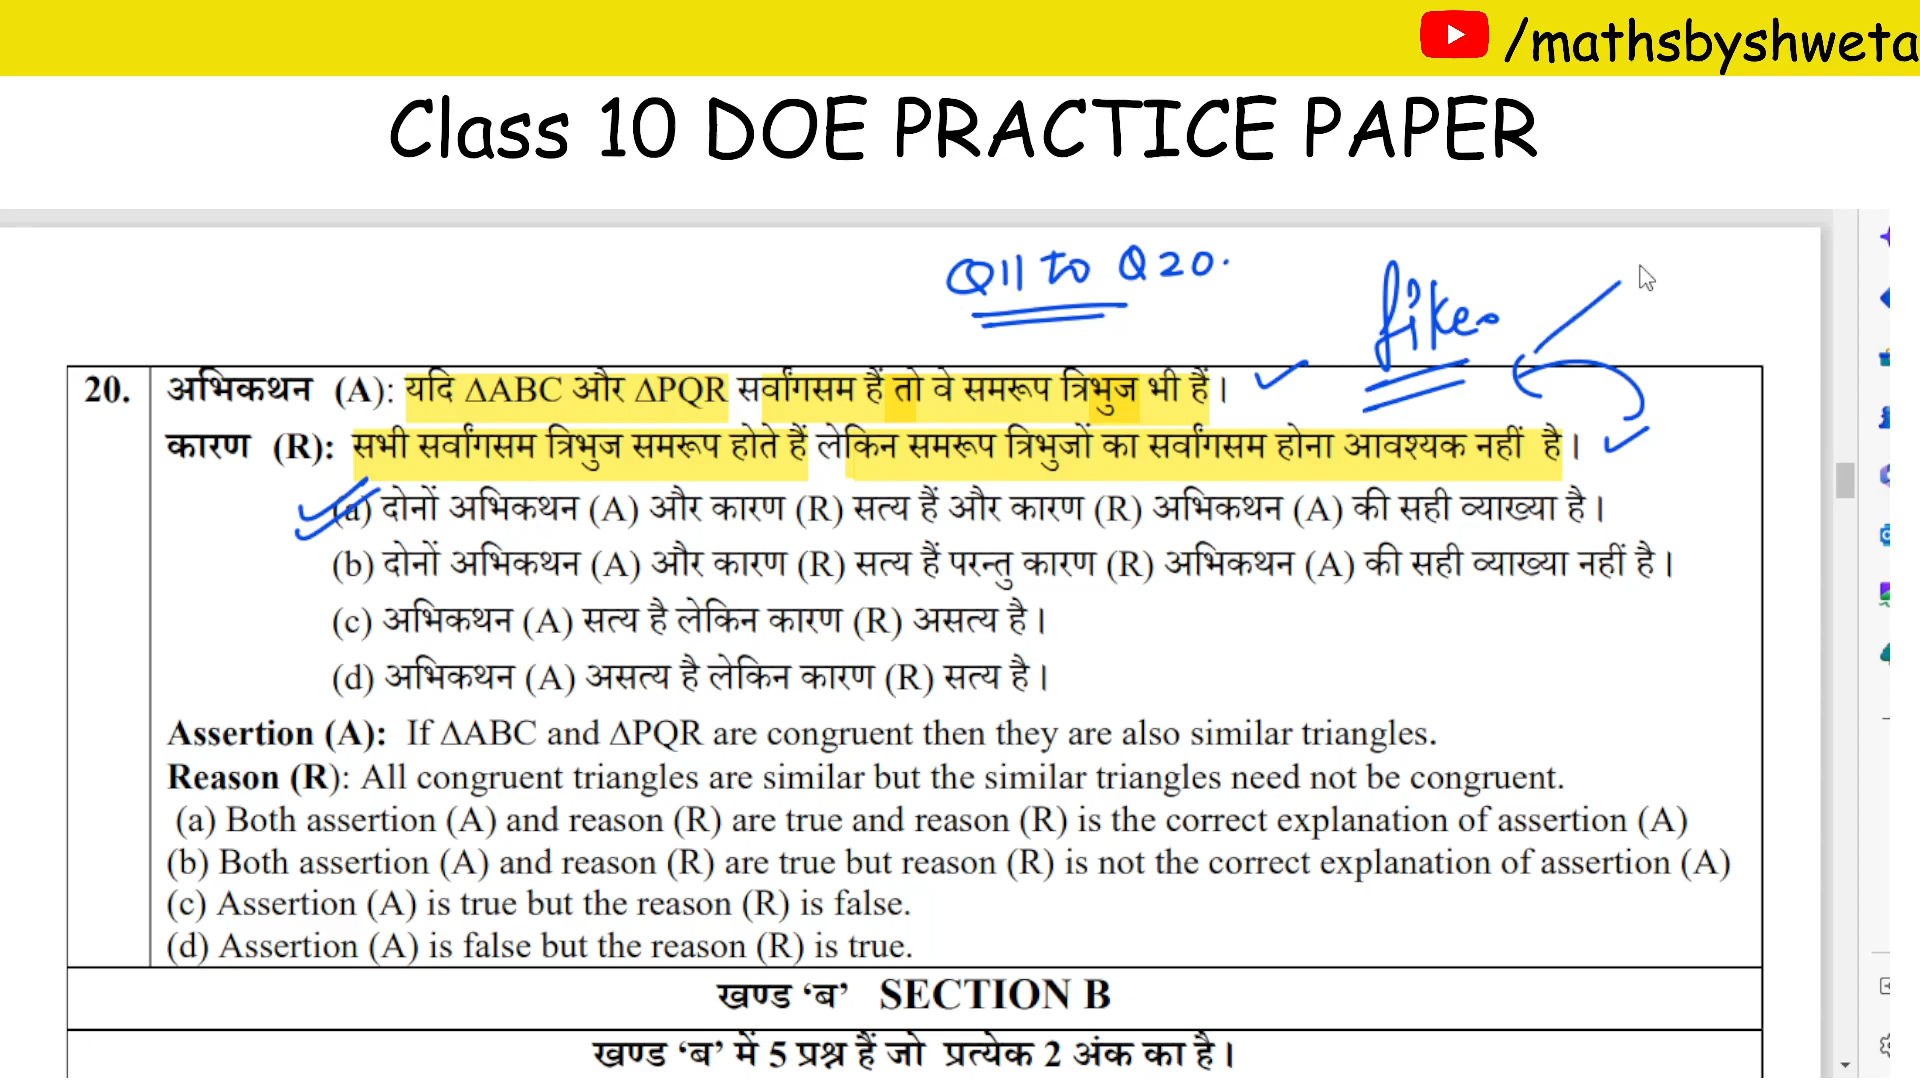 /mathsbyshweta
Class 10 DOE PRACTICE PAPER
Q11 to Q20.
Like
20. अभिकथन (A): यदि ΔABC और ΔPQR सर्वांगसम हैं तो वे समरूप त्रिभुज भी हैं।
कारण (R): सभी सर्वांगसम त्रिभुज समरूप होते हैं लेकिन समरूप त्रिभुजों का सर्वांगसम होना आवश्यक नहीं है।
(a) दोनों अभिकथन (A) और कारण (R) सत्य हैं और कारण (R) अभिकथन (A) की सही व्याख्या है।
(b) दोनों अभिकथन (A) और कारण (R) सत्य हैं परन्तु कारण (R) अभिकथन (A) की सही व्याख्या नहीं है।
(c) अभिकथन (A) सत्य है लेकिन कारण (R) असत्य है।
(d) अभिकथन (A) असत्य है लेकिन कारण (R) सत्य है।
Assertion (A): If ΔABC and ΔPQR are congruent then they are also similar triangles.
Reason (R): All congruent triangles are similar but the similar triangles need not be congruent.
(a) Both assertion (A) and reason (R) are true and reason (R) is the correct explanation of assertion (A)
(b) Both assertion (A) and reason (R) are true but reason (R) is not the correct explanation of assertion (A)
(c) Assertion (A) is true but the reason (R) is false.
(d) Assertion (A) is false but the reason (R) is true.
खण्ड ‘ब’ SECTION B
खण्ड ‘ब’ में 5 प्रश्न हैं जो प्रत्येक 2 अंक का है।